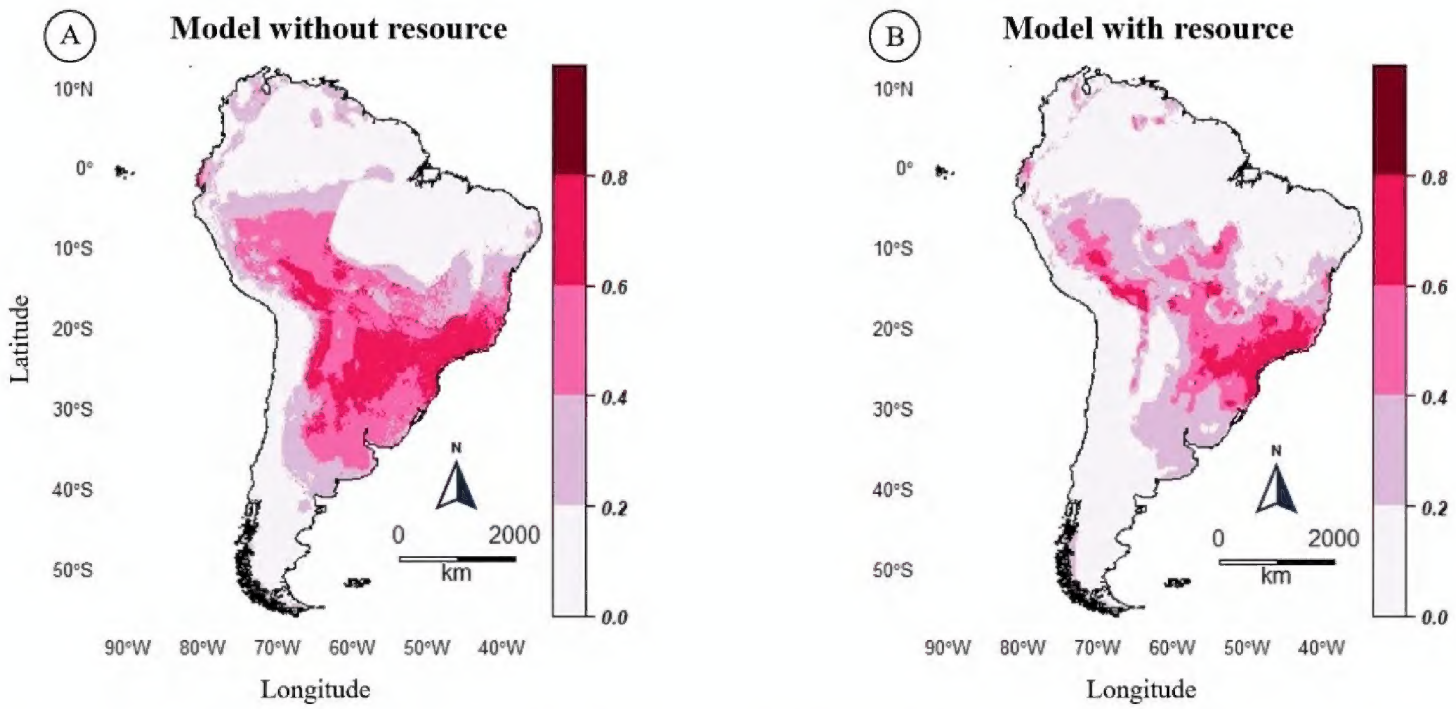 A
Model without resource
B
Model with resource
10°N
0°
10°S
20°S
30°S
40°S
50°S
Latitude
0.8
0.6
0.4
0.2
0.0
N
0 2000
km
90°W 80°W 70°W 60°W 50°W 40°W
Longitude
10°N
0°
10°S
20°S
30°S
40°S
50°S
0.8
0.6
0.4
0.2
0.0
N
0 2000
km
90°W 80°W 70°W 60°W 50°W 40°W
Longitude